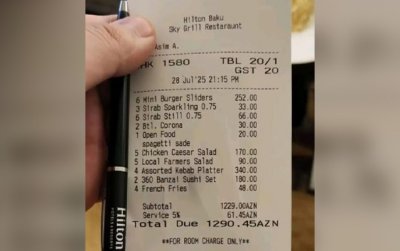 Hilton Baku
Sky Grill Restaraunt
Asim A.
HK 1580 TBL 20/1
GST 20
28 Jul'25 21:15 PM
6 Mini Burger Sliders 252.00
3 Sirab Sparkling 0.75 33.00
6 Sirab Still 0.75 66.00
2 Btl. Corona 30.00
1 Open Food 20.00
spagetti sade
5 Chicken Caesar Salad 170.00
5 Local Farmers Salad 90.00
4 Assorted Kebab Platter 340.00
2 360 Banzai Sushi Set 180.00
4 French Fries 48.00
Subtotal 1229.00AZN
Service 5% 61.45AZN
Total Due 1290.45AZN
**FOR ROOM CHARGE ONLY**
Hilton